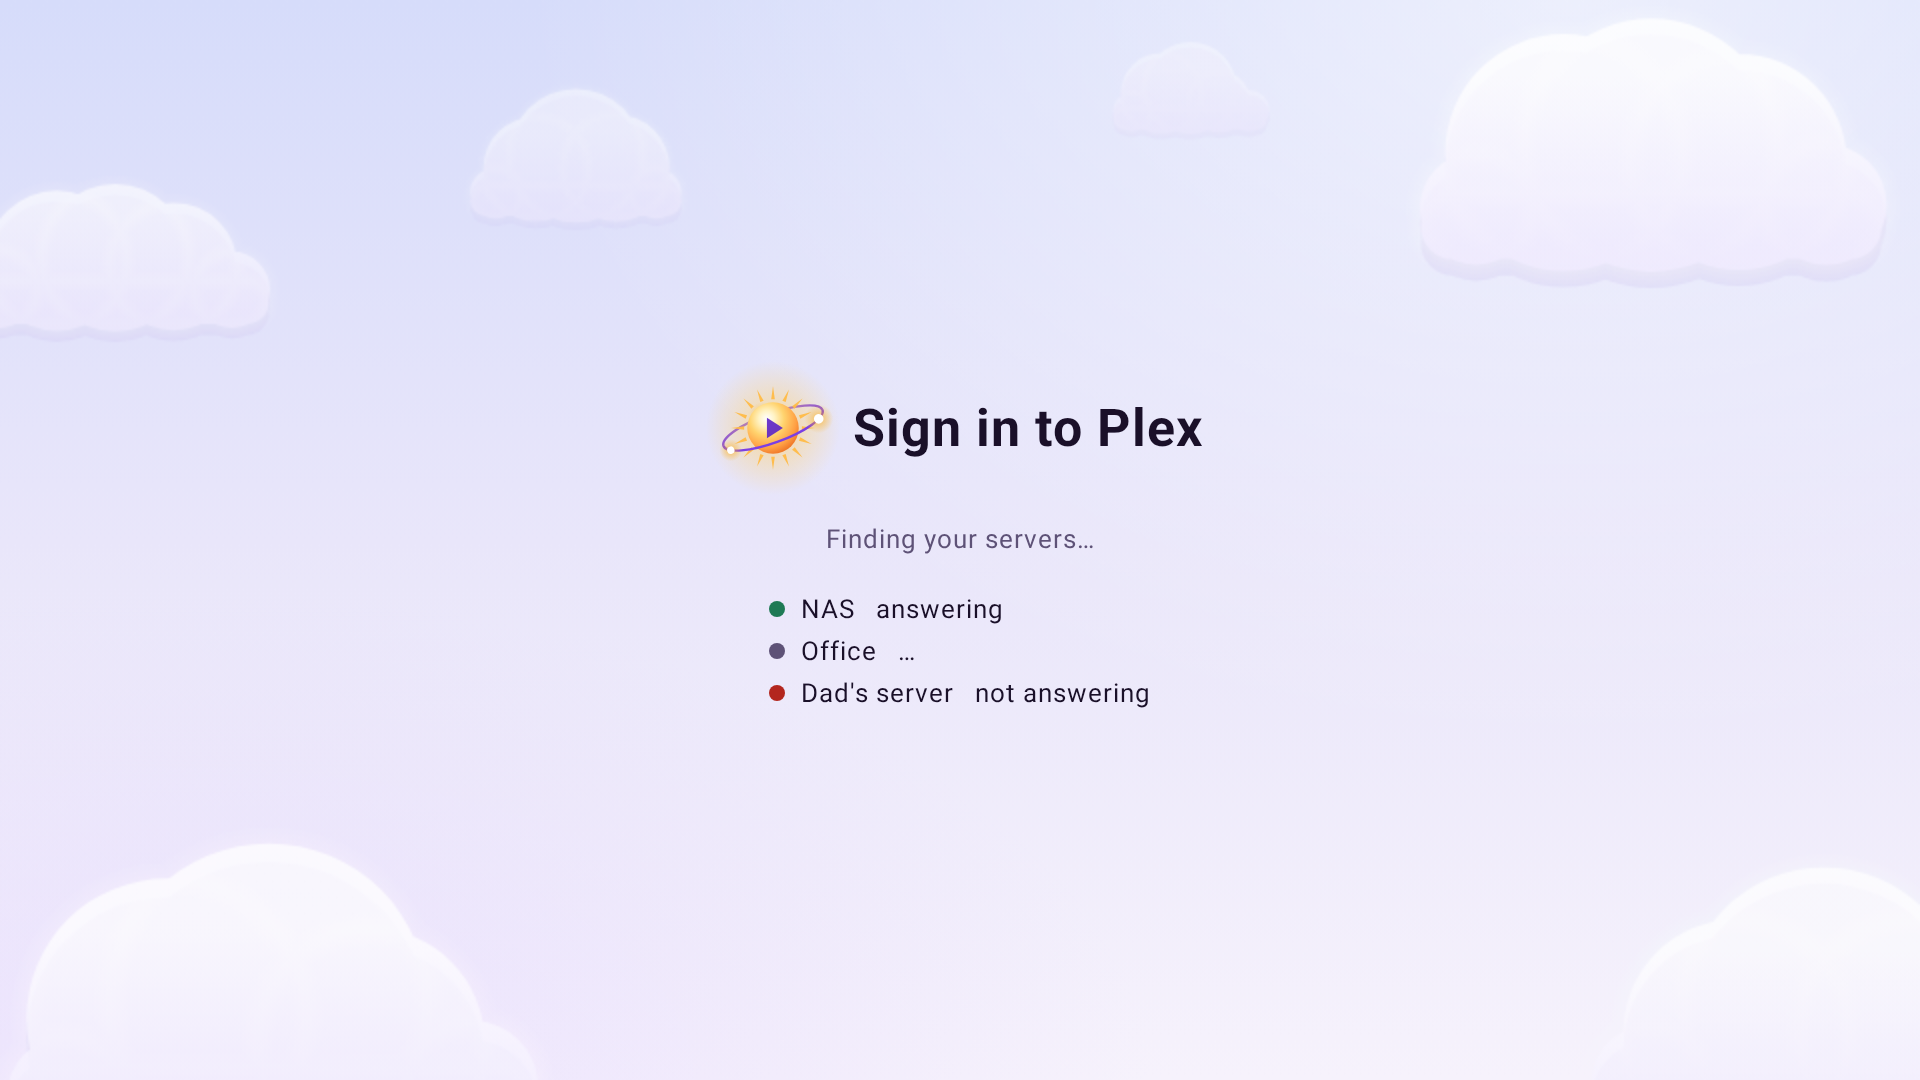 Sign in to Plex
Finding your servers…
NAS answering
Office …
Dad's server not answering